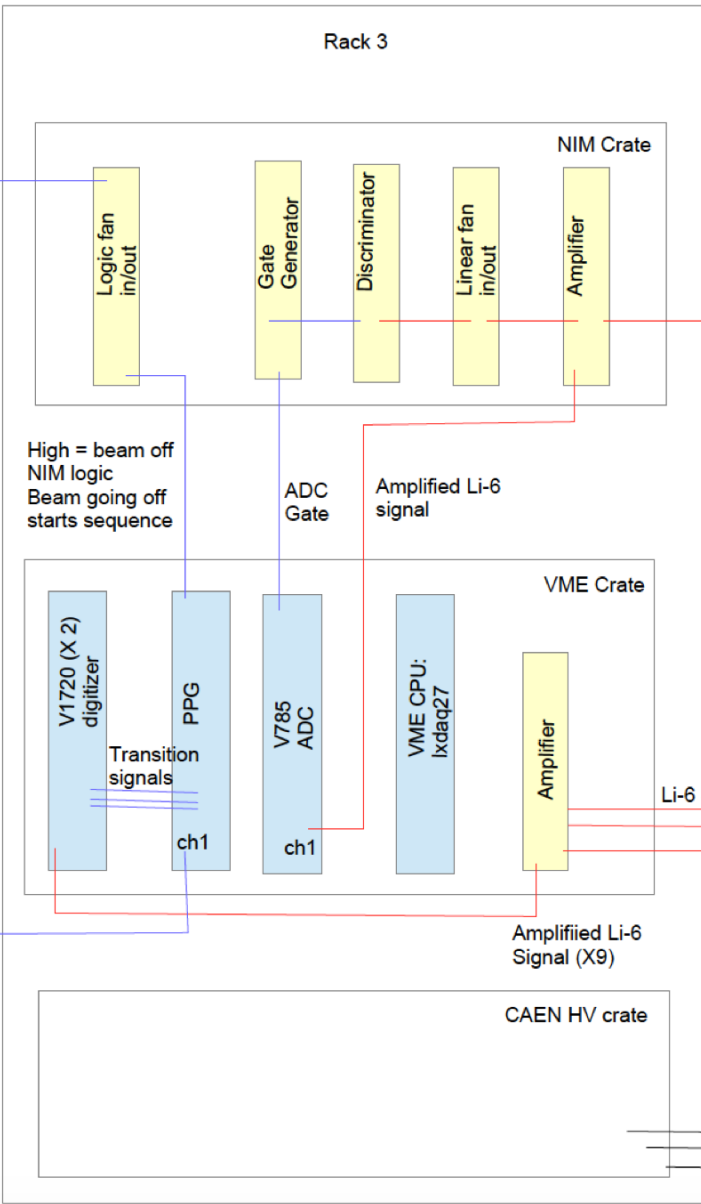 Rack 3
NIM Crate
Logic fan
in/out
Gate
Generator
Discriminator
Linear fan
in/out
Amplifier
High = beam off
NIM logic
Beam going off
starts sequence
ADC
Gate
Amplified Li-6
signal
VME Crate
V1720 (X 2)
digitizer
PPG
V785
ADC
VME CPU:
lxdaq27
Amplifier
Transition
signals
Li-6
ch1
ch1
Amplifiied Li-6
Signal (X9)
CAEN HV crate